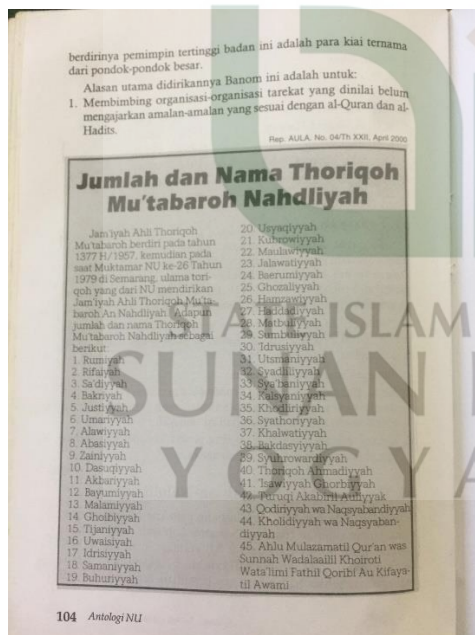 berdirinya pemimpin tertinggi badan ini adalah para kiai ternama
dari pondok-pondok besar.
Alasan utama didirikannya Banom ini adalah untuk:
1. Membimbing organisasi-organisasi tarekat yang dinilai belum
mengajarkan amalan-amalan yang sesuai dengan al-Quran dan al-
Hadits.
Rep. AULA, No. 04/Th XXII, April 2000
Jumlah dan Nama Thoriqoh
Mu'tabaroh Nahdliyah
Jam'iyah Ahli Thoriqoh
Mu'tabaroh berdiri pada tahun
1377 H/1957, kemudian pada
saat Muktamar NU ke-26 Tahun
1979 di Semarang, ulama tori-
qoh yang dari NU mendirikan
Jam'iyah Ahli Thoriqoh Mu'ta-
baroh An Nahdliyah. Adapun
jumlah dan nama Thoriqoh
Mu'tabaroh Nahdliyah sebagai
berikut:
1. Rumiyah
2. Rifaiyah
3. Sa'diyyah
4. Bakriyah
5. Justiyyah
6. Umariyyah
7. Alawiyyah
8. Abasiyyah
9. Zainiyyah
10. Dasuqiyyah
11. Akbariyyah
12. Bayumiyyah
13. Malamiyyah
14. Ghoibiyyah
15. Tijaniyyah
16. Uwaisiyah
17. Idrisiyyah
18. Samaniyyah
19. Buhuriyyah
20. Usyaqiyyah
21. Kubrowiyyah
22. Maulawiyyah
23. Jalawatiyyah
24. Baerumiyyah
25. Ghozaliyyah
26. Hamzawiyyah
27. Haddadiyyah
28. Matbuliyyah
29. Sumbuliyyah
30. Idrusiyyah
31. Utsmaniyyah
32. Syadliliyyah
33. Sya'baniyyah
34. Kalsyaniyyah
35. Khodliriyyah
36. Syathoriyyah
37. Khalwatiyyah
38. Bakdasyiyyah
39. Syuhrowardiyyah
40. Thoriqoh Ahmadiyyah
41. 'Isawiyyah Ghorbiyyah
42. Turuqi Akabiril Auliyyak
43. Qodiriyyah wa Naqsyabandiyyah
44. Kholidiyyah wa Naqsyaban-
diyyah
45. Ahlu Mulazamatil Qur'an was
Sunnah Wadalaailil Khoiroti
Wata'limi Fathil Qoribi Au Kifaya-
til Awami
104 Antologi NU
ISLAM
SUNAN